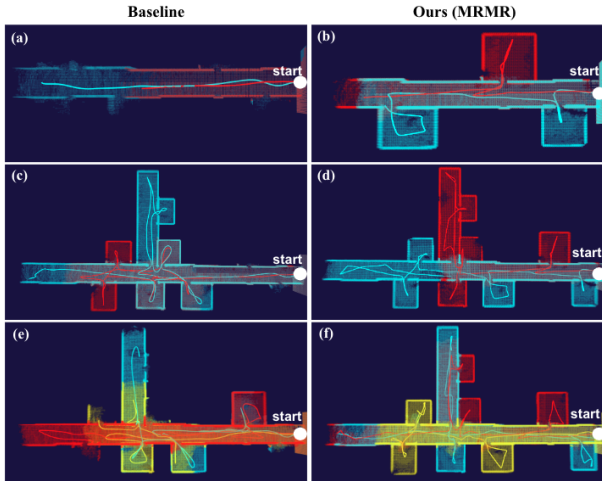 Baseline
Ours (MRMR)
(a)
start
(b)
start
(c)
start
(d)
start
(e)
start
(f)
start